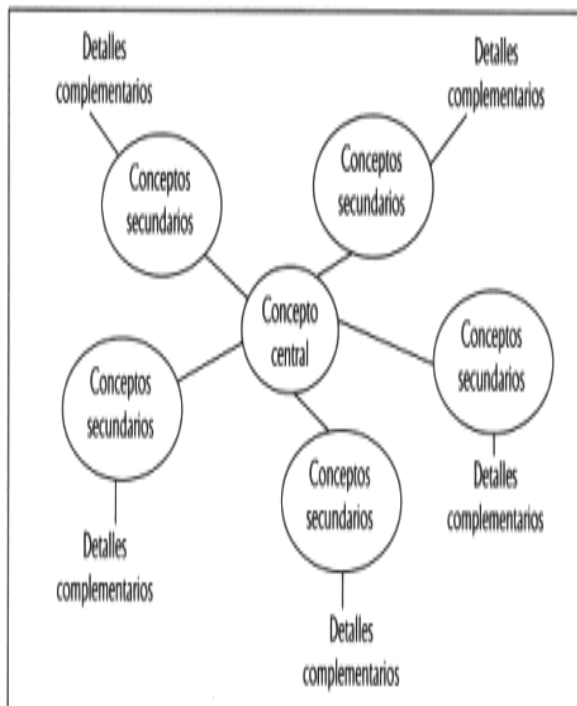 Detalles
complementarios
Detalles
complementarios
Conceptos
secundarios
Conceptos
secundarios
Concepto
central
Conceptos
secundarios
Conceptos
secundarios
Conceptos
secundarios
Detalles
complementarios
Detalles
complementarios
Detalles
complementarios